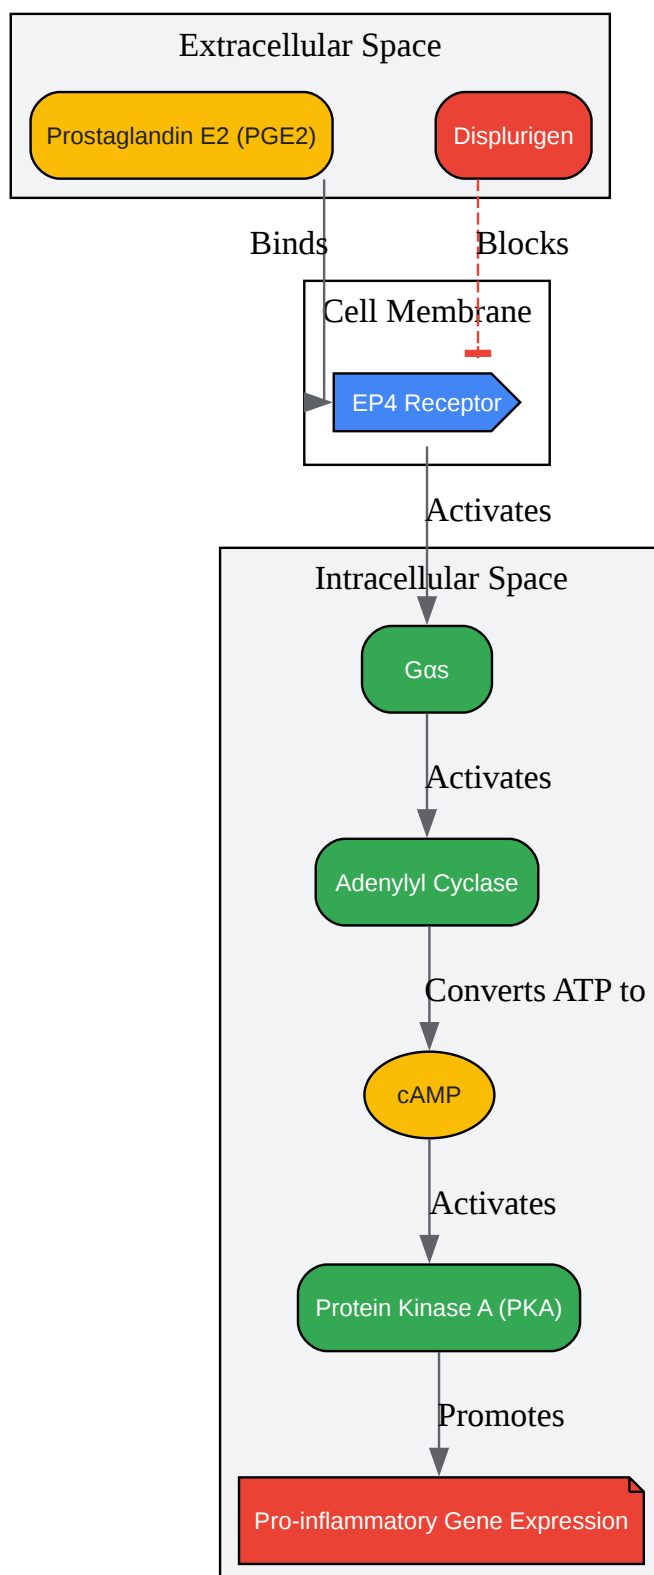 Extracellular Space
Prostaglandin E2 (PGE2)
Displurigen
Binds
Blocks
Cell Membrane
EP4 Receptor
Activates
Intracellular Space
Gαs
Activates
Adenylyl Cyclase
Converts ATP to
cAMP
Activates
Protein Kinase A (PKA)
Promotes
Pro-inflammatory Gene Expression